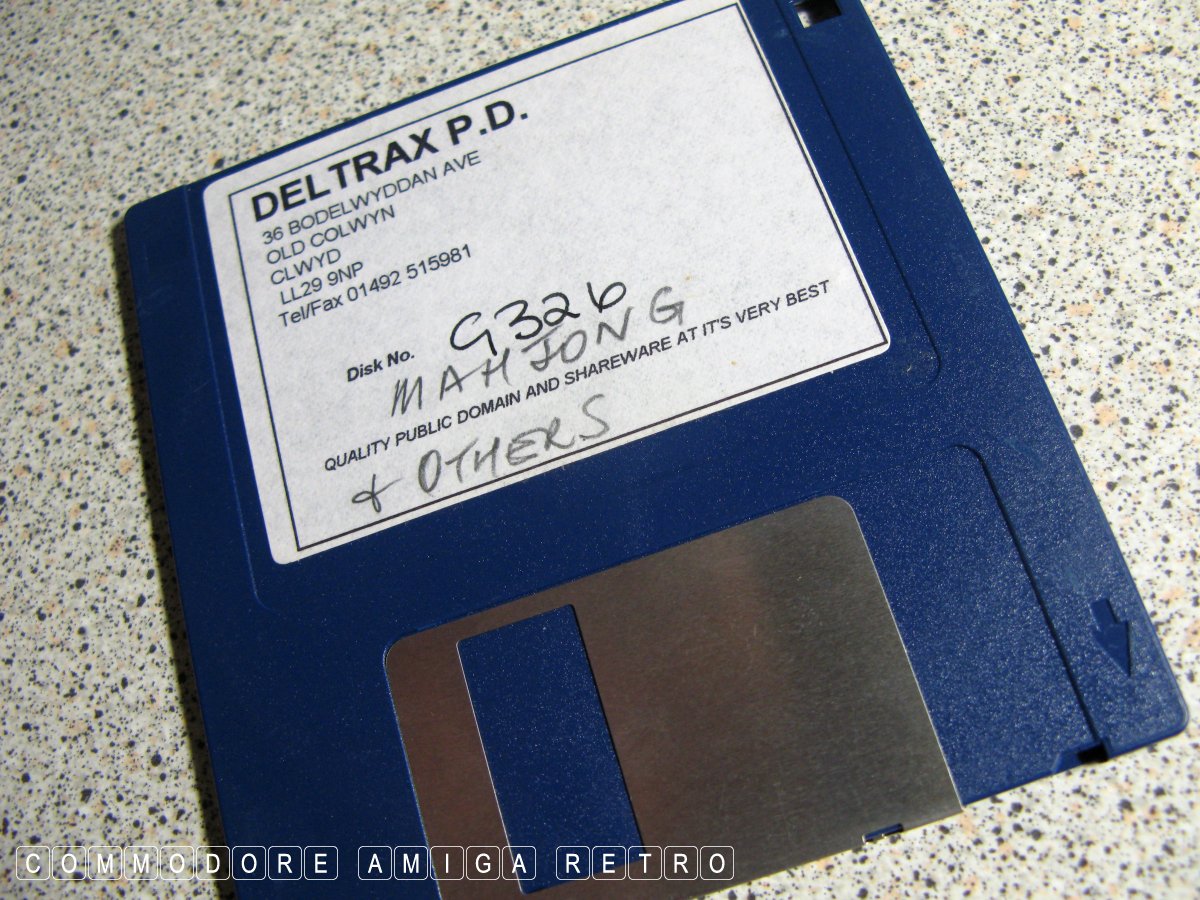 DELTRAX P.D.
36 BODELWYDDAN AVE
OLD COLWYN
CLWYD
LL29 9NP
Tel/Fax 01492 515981
Disk No. G326
MAHJONG
QUALITY PUBLIC DOMAIN AND SHAREWARE AT IT'S VERY BEST
& OTHERS
COMMODORE AMIGA RETRO